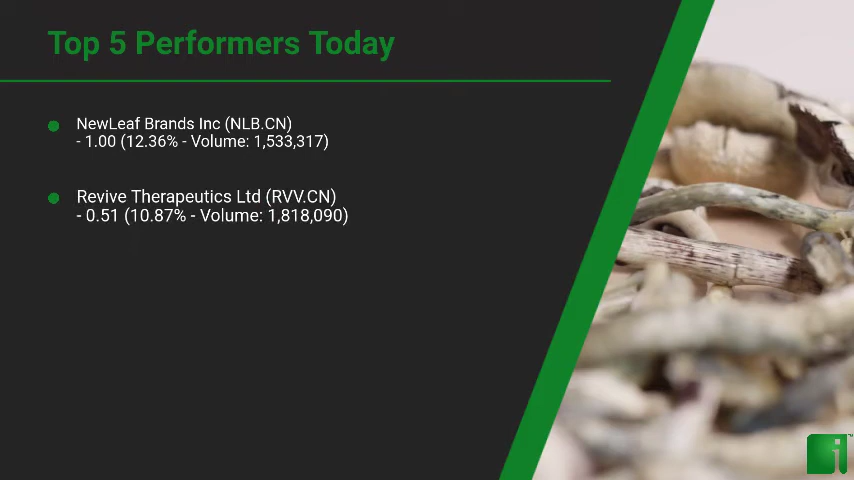 Top 5 Performers Today
NewLeaf Brands Inc (NLB.CN)
- 1.00 (12.36% - Volume: 1,533,317)
Revive Therapeutics Ltd (RVV.CN)
- 0.51 (10.87% - Volume: 1,818,090)
i